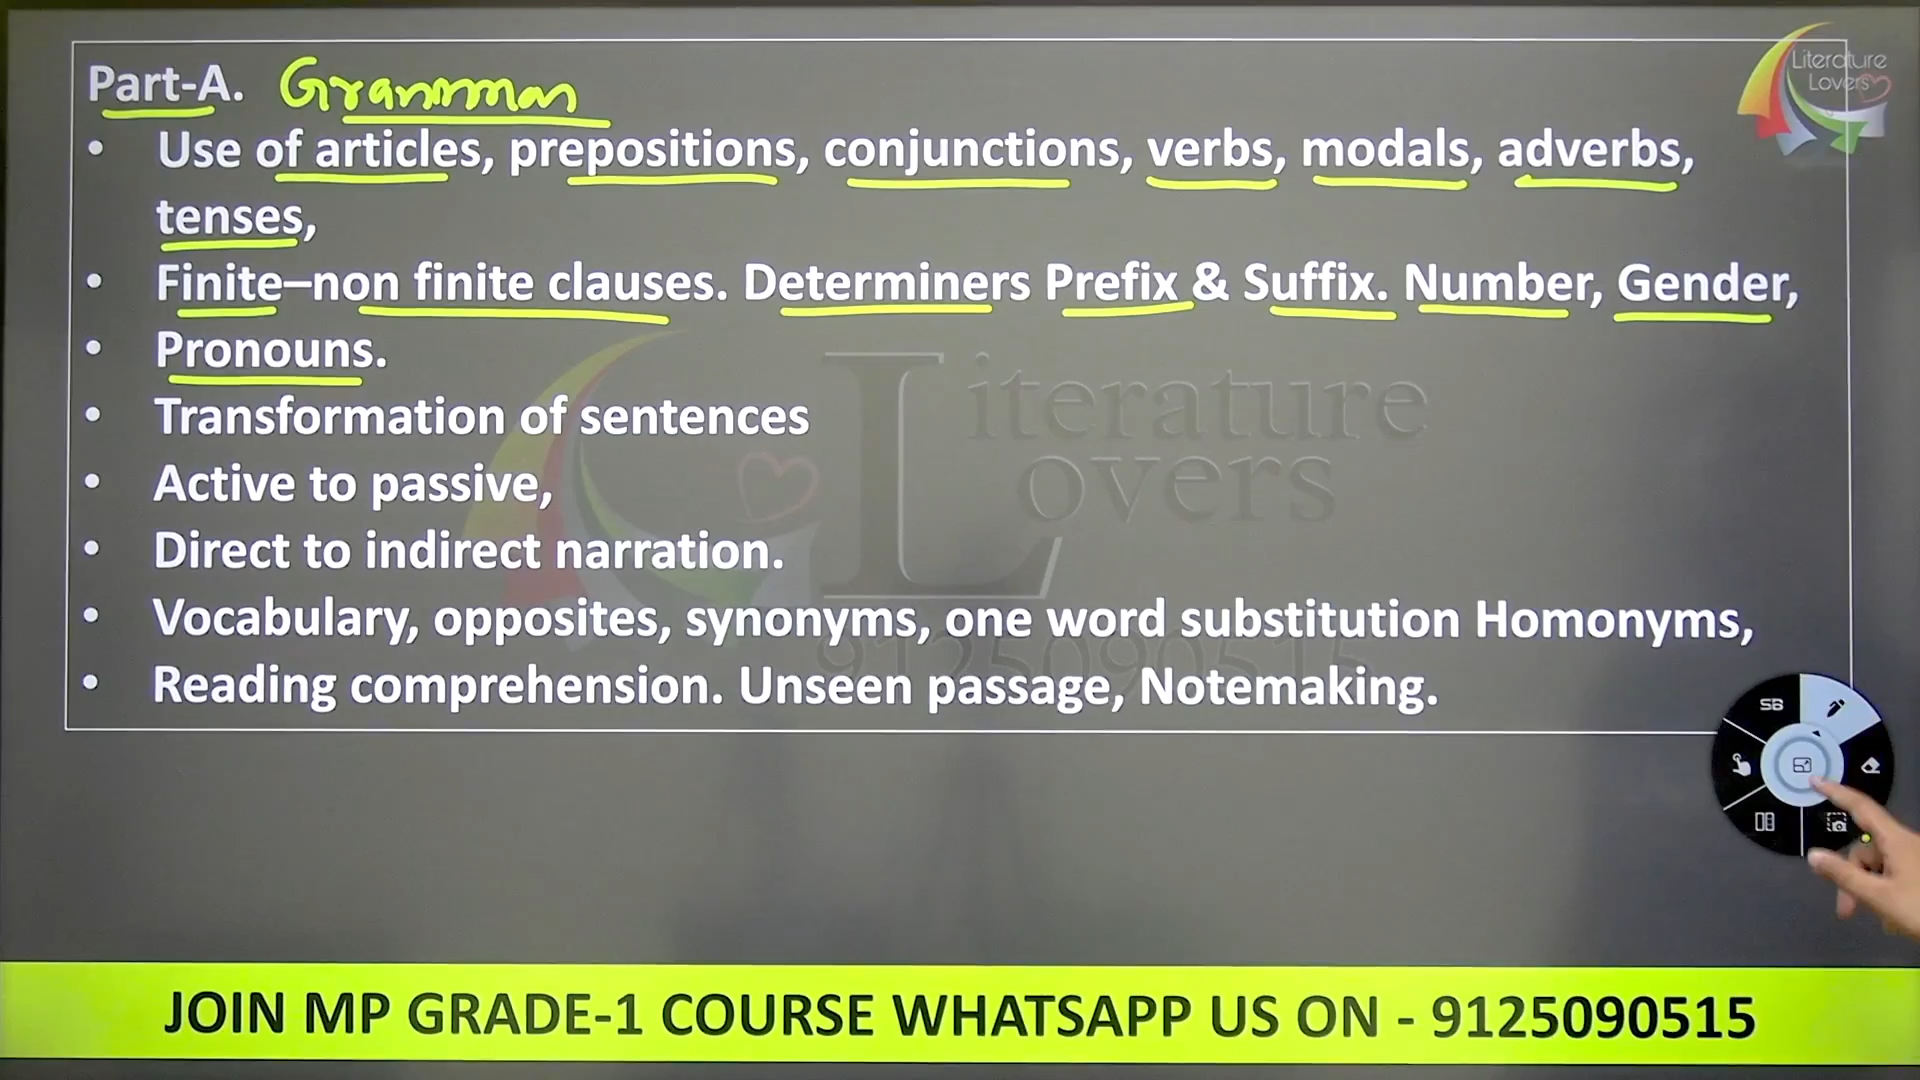 Part-A. Grammar
Literature
Lovers
• Use of articles, prepositions, conjunctions, verbs, modals, adverbs,
tenses,
• Finite–non finite clauses. Determiners Prefix & Suffix. Number, Gender,
• Pronouns.
• Transformation of sentences
• Active to passive,
• Direct to indirect narration.
• Vocabulary, opposites, synonyms, one word substitution Homonyms,
• Reading comprehension. Unseen passage, Notemaking.
Literature
Lovers
9125090515
SB
JOIN MP GRADE-1 COURSE WHATSAPP US ON - 9125090515